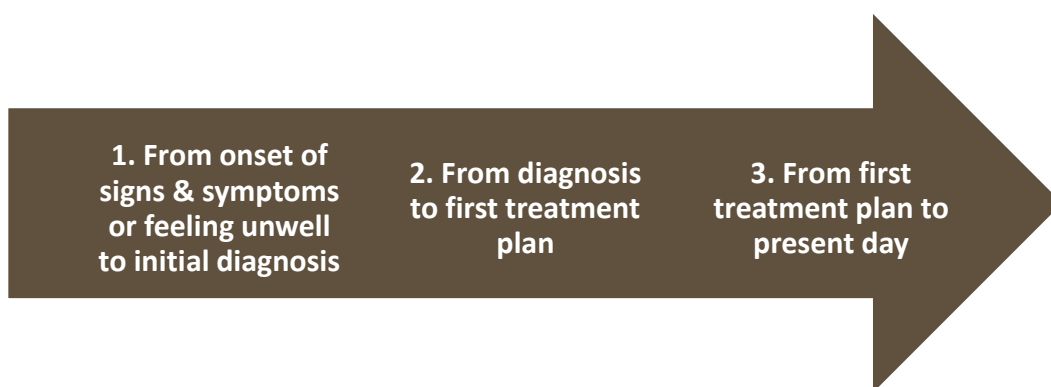 1. From onset of
signs & symptoms
or feeling unwell
to initial diagnosis
2. From diagnosis
to first treatment
plan
3. From first
treatment plan to
present day